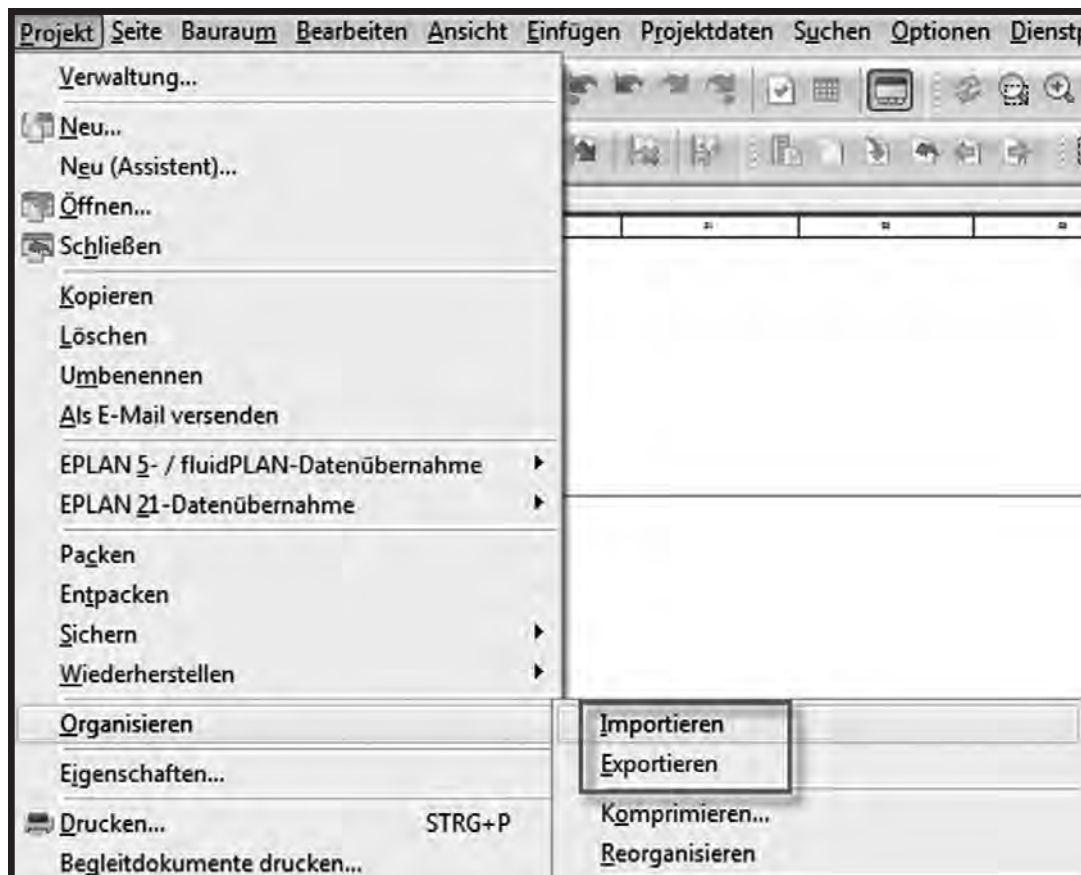 Projekt Seite Bauraum Bearbeiten Ansicht Einfügen Projektdaten Suchen Optionen
Verwaltung...
Neu...
Neu (Assistent)...
Öffnen...
Schließen
Kopieren
Löschen
Umbenennen
Als E-Mail versenden
EPLAN 5- / fluidPLAN-Datenübernahme
EPLAN 21-Datenübernahme
Packen
Entpacken
Sichern
Wiederherstellen
Organisieren
Importieren
Exportieren
Eigenschaften...
Komprimieren...
Drucken... STRG+P
Reorganisieren
Begleitdokumente drucken...